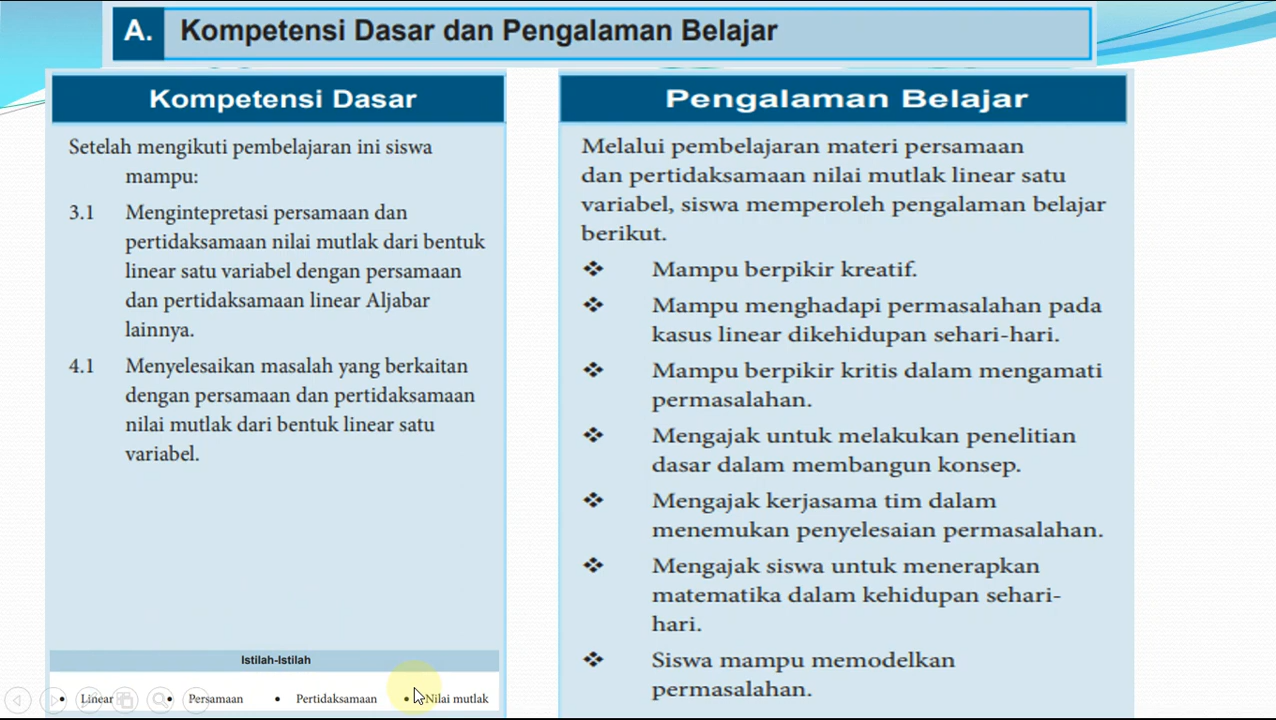 A. Kompetensi Dasar dan Pengalaman Belajar
Kompetensi Dasar
Setelah mengikuti pembelajaran ini siswa
mampu:
3.1 Mengintepretasi persamaan dan
pertidaksamaan nilai mutlak dari bentuk
linear satu variabel dengan persamaan
dan pertidaksamaan linear Aljabar
lainnya.
4.1 Menyelesaikan masalah yang berkaitan
dengan persamaan dan pertidaksamaan
nilai mutlak dari bentuk linear satu
variabel.
Istilah-Istilah
• Linear • Persamaan • Pertidaksamaan • Nilai mutlak
Pengalaman Belajar
Melalui pembelajaran materi persamaan
dan pertidaksamaan nilai mutlak linear satu
variabel, siswa memperoleh pengalaman belajar
berikut.
❖ Mampu berpikir kreatif.
❖ Mampu menghadapi permasalahan pada
kasus linear dikehidupan sehari-hari.
❖ Mampu berpikir kritis dalam mengamati
permasalahan.
❖ Mengajak untuk melakukan penelitian
dasar dalam membangun konsep.
❖ Mengajak kerjasama tim dalam
menemukan penyelesaian permasalahan.
❖ Mengajak siswa untuk menerapkan
matematika dalam kehidupan sehari-
hari.
❖ Siswa mampu memodelkan
permasalahan.